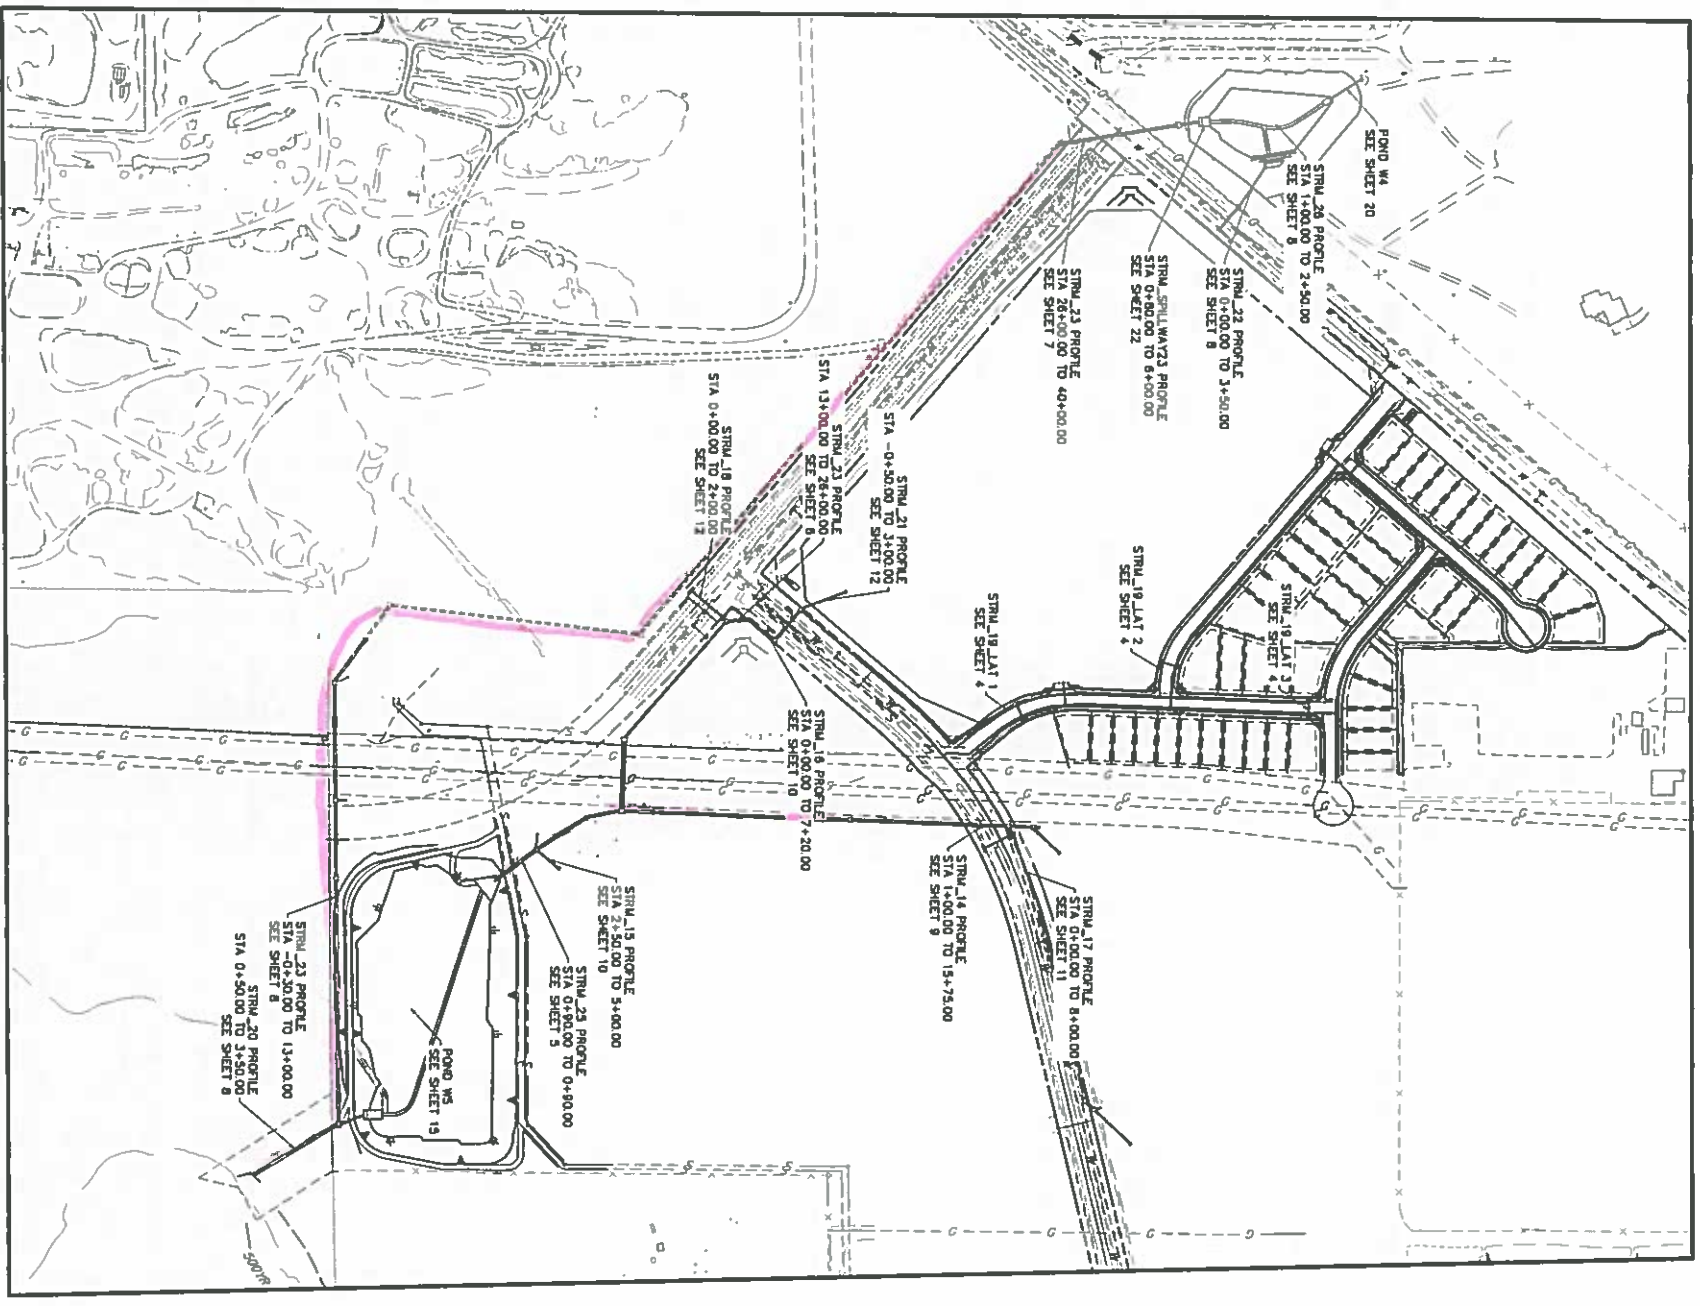 POND W4
SEE SHEET 20
STRM_26 PROFILE
STA 1+00.00 TO 2+50.00
SEE SHEET 8
STRM_22 PROFILE
STA 0+00.00 TO 3+50.00
SEE SHEET 8
STRM_SPILLWAY23 PROFILE
STA 0+80.00 TO 6+00.00
SEE SHEET 22
STRM_23 PROFILE
STA 26+00.00 TO 40+00.00
SEE SHEET 7
STRM_21 PROFILE
STA -0+50.00 TO 3+00.00
SEE SHEET 12
STRM_23 PROFILE
STA 13+00.00 TO 26+00.00
SEE SHEET 6
STRM_18 PROFILE
STA 0+00.00 TO 2+00.00
SEE SHEET 12
STRM_19_LAT 3
SEE SHEET 4
STRM_19_LAT 2
SEE SHEET 4
STRM_19_LAT 1
SEE SHEET 4
STRM_16 PROFILE
STA 0+00.00 TO 7+20.00
SEE SHEET 10
STRM_17 PROFILE
STA 0+00.00 TO 8+00.00
SEE SHEET 11
STRM_14 PROFILE
STA 1+00.00 TO 15+75.00
SEE SHEET 9
STRM_15 PROFILE
STA 2+50.00 TO 5+00.00
SEE SHEET 10
STRM_25 PROFILE
STA 0+90.00 TO 0+90.00
SEE SHEET 5
POND W5
SEE SHEET 15
STRM_23 PROFILE
STA -0+30.00 TO 13+00.00
SEE SHEET 6
STRM_20 PROFILE
STA 0+50.00 TO 3+50.00
SEE SHEET 8
500YR